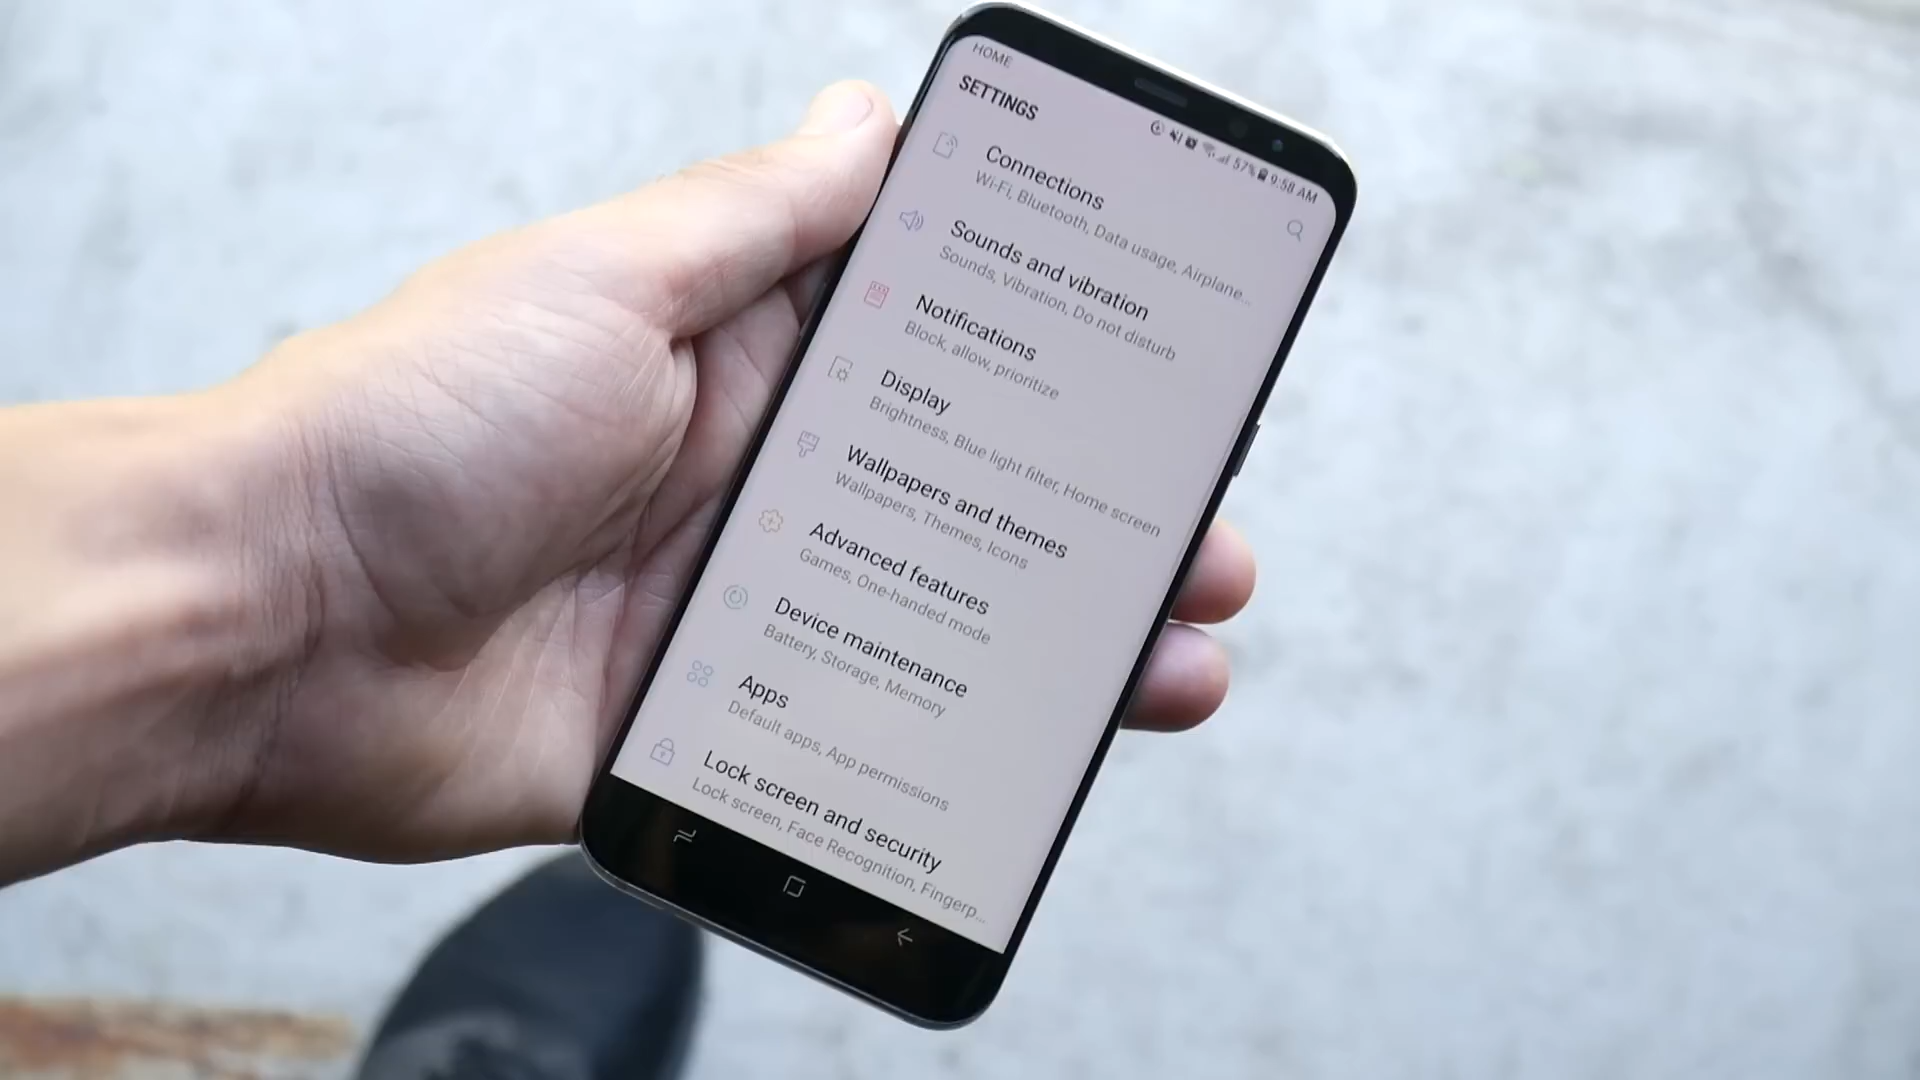 HOME
57% 9:58 AM
SETTINGS
Connections
Wi-Fi, Bluetooth, Data usage, Airplane...
Sounds and vibration
Sounds, Vibration, Do not disturb
Notifications
Block, allow, prioritize
Display
Brightness, Blue light filter, Home screen
Wallpapers and themes
Wallpapers, Themes, Icons
Advanced features
Games, One-handed mode
Device maintenance
Battery, Storage, Memory
Apps
Default apps, App permissions
Lock screen and security
Lock screen, Face Recognition, Fingerp...